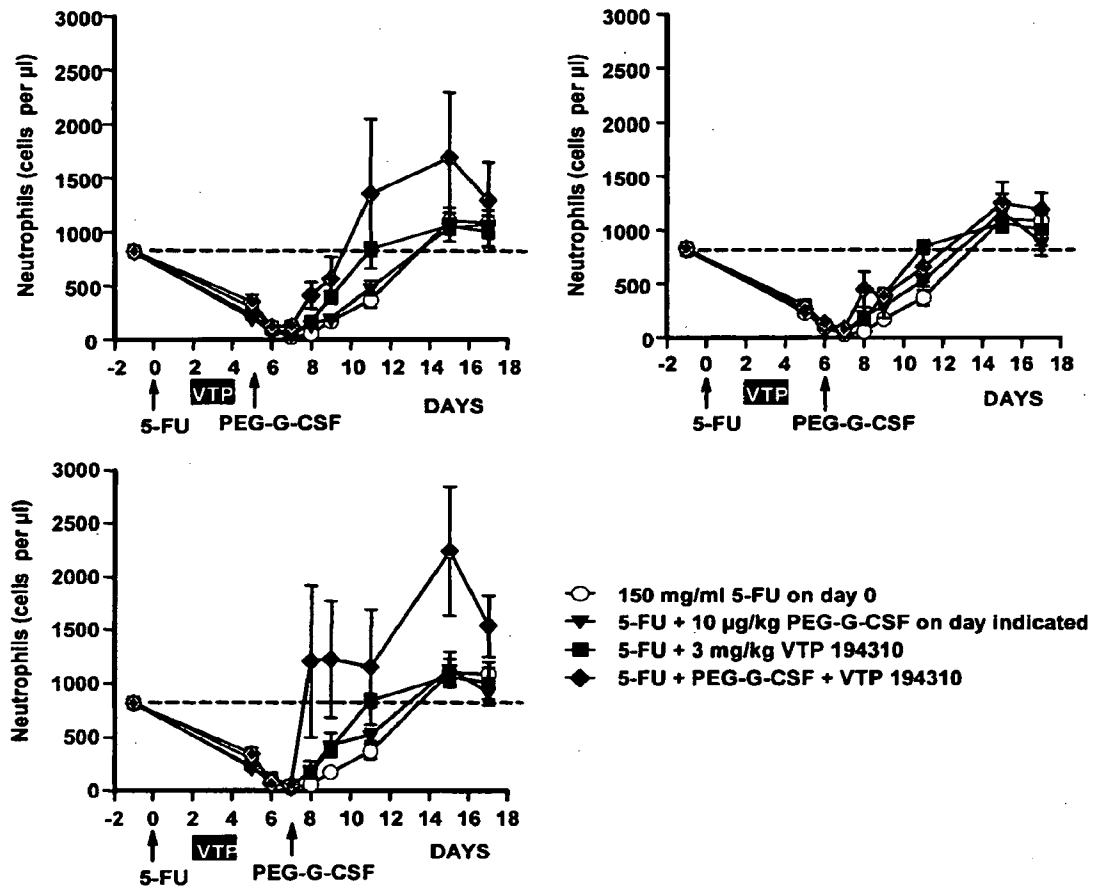 Neutrophils (cells per µl)
3000
2500
2000
1500
1000
500
0
-2 0 2 4 6 8 10 12 14 16 18
VTP
DAYS
5-FU
PEG-G-CSF
Neutrophils (cells per µl)
3000
2500
2000
1500
1000
500
0
-2 0 2 4 6 8 10 12 14 16 18
VTP
DAYS
5-FU
PEG-G-CSF
Neutrophils (cells per µl)
3000
2500
2000
1500
1000
500
0
-2 0 2 4 6 8 10 12 14 16 18
VTP
DAYS
5-FU
PEG-G-CSF
150 mg/ml 5-FU on day 0
5-FU + 10 µg/kg PEG-G-CSF on day indicated
5-FU + 3 mg/kg VTP 194310
5-FU + PEG-G-CSF + VTP 194310